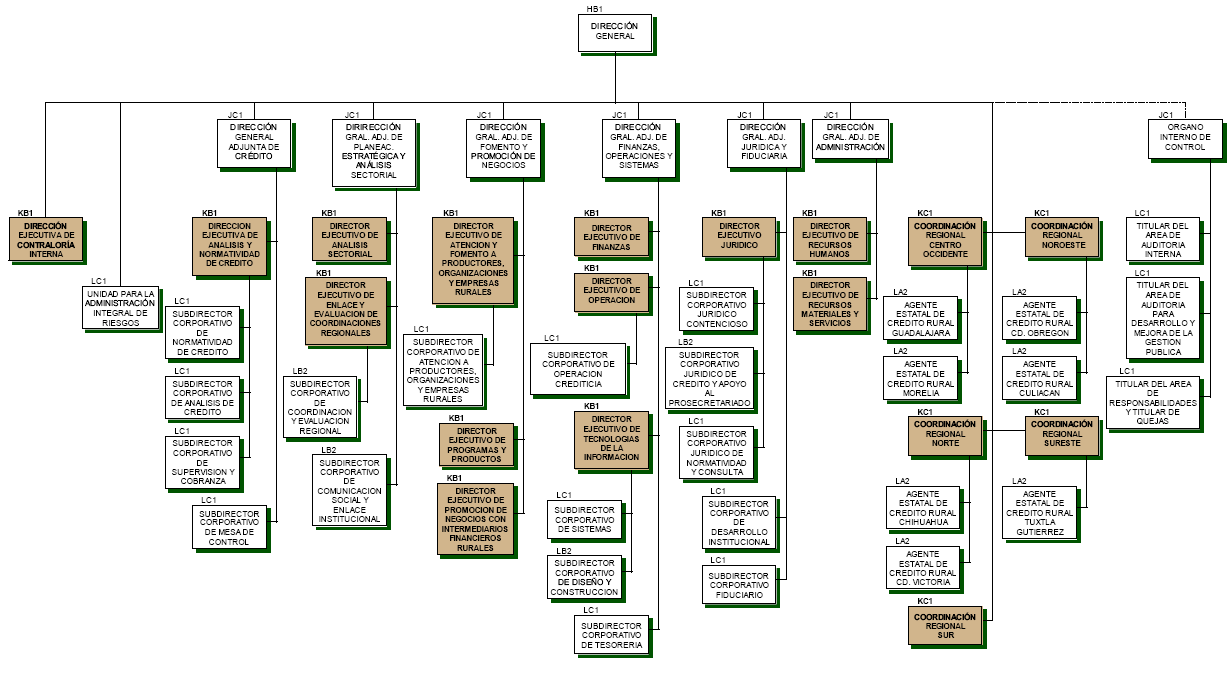 HB1
DIRECCIÓN
GENERAL
JC1
DIRECCIÓN
GENERAL
ADJUNTA DE
CRÉDITO
JC1
DIRIRECCIÓN
GRAL. ADJ. DE
PLANEAC.
ESTRATÉGICA Y
ANÁLISIS
SECTORIAL
JC1
DIRECCIÓN
GRAL. ADJ. DE
FOMENTO Y
PROMOCIÓN DE
NEGOCIOS
JC1
DIRECCIÓN
GRAL. ADJ. DE
FINANZAS,
OPERACIONES Y
SISTEMAS
JC1
DIRECCIÓN
GRAL. ADJ.
JURIDICA Y
FIDUCIARIA
JC1
DIRECCIÓN
GRAL. ADJ. DE
ADMINISTRACIÓN
JC1
ORGANO
INTERNO DE
CONTROL
KB1
DIRECCIÓN
EJECUTIVA DE
CONTRALORÍA
INTERNA
LC1
UNIDAD PARA LA
ADMINISTRACIÓN
INTEGRAL DE
RIESGOS
KB1
DIRECCION
EJECUTIVA DE
ANALISIS Y
NORMATIVIDAD
DE CREDITO
LC1
SUBDIRECTOR
CORPORATIVO
DE
NORMATIVIDAD
DE CREDITO
LC1
SUBDIRECTOR
CORPORATIVO
DE ANALISIS DE
CREDITO
LC1
SUBDIRECTOR
CORPORATIVO
DE
SUPERVISION Y
COBRANZA
LC1
SUBDIRECTOR
CORPORATIVO
DE MESA DE
CONTROL
KB1
DIRECTOR
EJECUTIVO DE
ANALISIS
SECTORIAL
KB1
DIRECTOR
EJECUTIVO DE
ENLACE Y
EVALUACION DE
COORDINACIONES
REGIONALES
LB2
SUBDIRECTOR
CORPORATIVO
DE
COORDINACION
Y EVALUACION
REGIONAL
LB2
SUBDIRECTOR
CORPORATIVO
DE
COMUNICACION
SOCIAL Y
ENLACE
INSTITUCIONAL
KB1
DIRECTOR
EJECUTIVO DE
ATENCION Y
FOMENTO A
PRODUCTORES,
ORGANIZACIONES
Y EMPRESAS
RURALES
LC1
SUBDIRECTOR
CORPORATIVO DE
ATENCION A
PRODUCTORES,
ORGANIZACIONES
Y EMPRESAS
RURALES
KB1
DIRECTOR
EJECUTIVO DE
PROGRAMAS Y
PRODUCTOS
KB1
DIRECTOR
EJECUTIVO DE
PROMOCION DE
NEGOCIOS CON
INTERMEDIARIOS
FINANCIEROS
RURALES
KB1
DIRECTOR
EJECUTIVO DE
FINANZAS
KB1
DIRECTOR
EJECUTIVO DE
OPERACION
LC1
SUBDIRECTOR
CORPORATIVO DE
OPERACION
CREDITICIA
KB1
DIRECTOR
EJECUTIVO DE
TECNOLOGIAS
DE LA
INFORMACION
LC1
SUBDIRECTOR
CORPORATIVO
DE SISTEMAS
LB2
SUBDIRECTOR
CORPORATIVO
DE DISEÑO Y
CONSTRUCCION
LC1
SUBDIRECTOR
CORPORATIVO
DE TESORERIA
KB1
DIRECTOR
EJECUTIVO
JURIDICO
LC1
SUBDIRECTOR
CORPORATIVO
JURIDICO
CONTENCIOSO
LB2
SUBDIRECTOR
CORPORATIVO
JURIDICO DE
CREDITO Y APOYO
AL
PROSECRETARIADO
LC1
SUBDIRECTOR
CORPORATIVO
JURIDICO DE
NORMATIVIDAD
Y CONSULTA
LC1
SUBDIRECTOR
CORPORATIVO
DE
DESARROLLO
INSTITUCIONAL
LC1
SUBDIRECTOR
CORPORATIVO
FIDUCIARIO
KB1
DIRECTOR
EJECUTIVO DE
RECURSOS
HUMANOS
KB1
DIRECTOR
EJECUTIVO DE
RECURSOS
MATERIALES Y
SERVICIOS
KC1
COORDINACIÓN
REGIONAL
CENTRO
OCCIDENTE
LA2
AGENTE
ESTATAL DE
CREDITO RURAL
GUADALAJARA
LA2
AGENTE
ESTATAL DE
CREDITO RURAL
MORELIA
KC1
COORDINACIÓN
REGIONAL
NORTE
LA2
AGENTE
ESTATAL DE
CREDITO RURAL
CHIHUAHUA
LA2
AGENTE
ESTATAL DE
CREDITO RURAL
CD. VICTORIA
KC1
COORDINACIÓN
REGIONAL
SUR
KC1
COORDINACIÓN
REGIONAL
NOROESTE
LA2
AGENTE
ESTATAL DE
CREDITO RURAL
CD. OBREGON
LA2
AGENTE
ESTATAL DE
CREDITO RURAL
CULIACAN
KC1
COORDINACIÓN
REGIONAL
SURESTE
LA2
AGENTE
ESTATAL DE
CREDITO RURAL
TUXTLA
GUTIERREZ
LC1
TITULAR DEL
AREA DE
AUDITORIA
INTERNA
LC1
TITULAR DEL
AREA DE
AUDITORIA
PARA
DESARROLLO Y
MEJORA DE LA
GESTION
PUBLICA
LC1
TITULAR DEL AREA
DE
RESPONSABILIDADES
Y TITULAR DE
QUEJAS